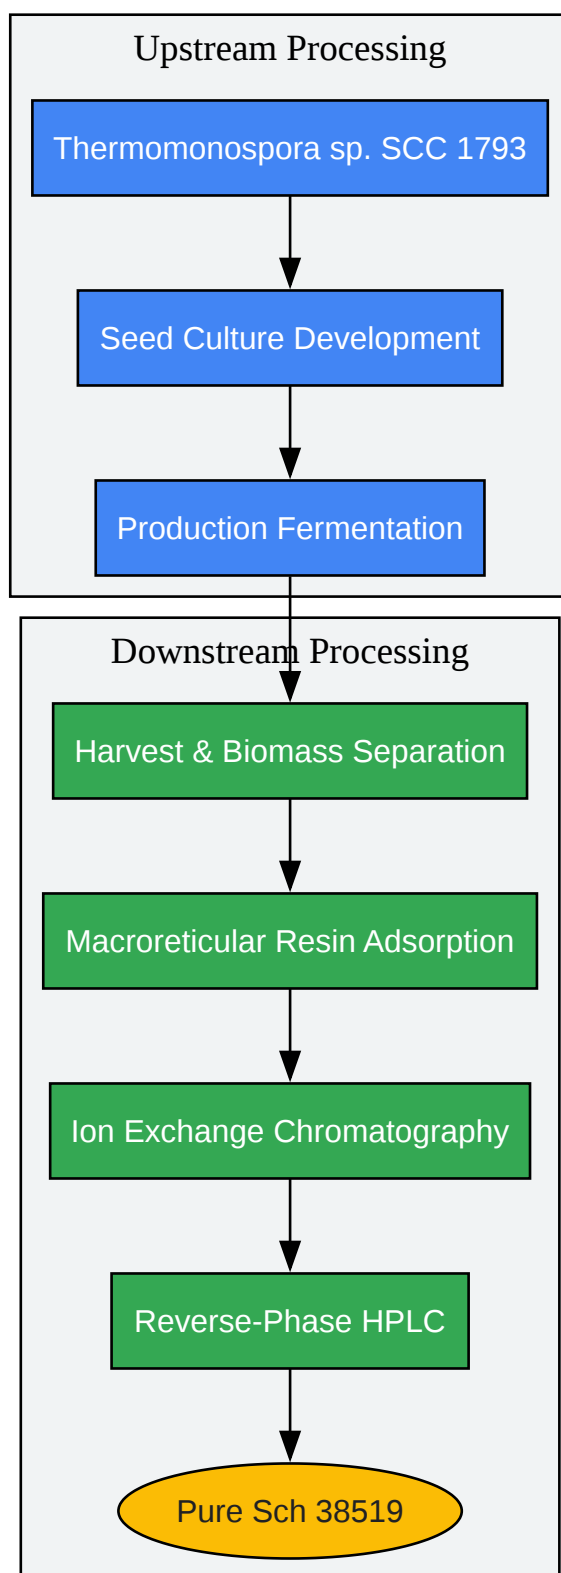 Upstream Processing
Thermomonospora sp. SCC 1793
Seed Culture Development
Production Fermentation
Downstream Processing
Harvest & Biomass Separation
Macroreticular Resin Adsorption
Ion Exchange Chromatography
Reverse-Phase HPLC
Pure Sch 38519